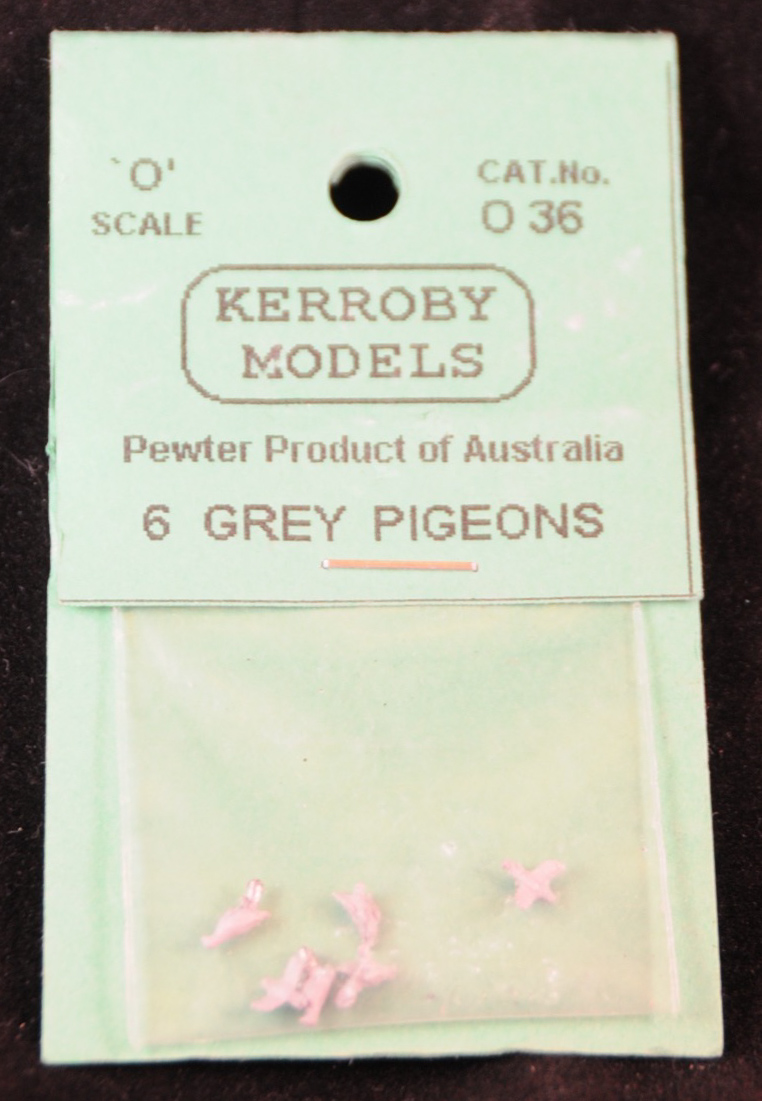 `O'
SCALE
CAT.No.
O 36
KERROBY
MODELS
Pewter Product of Australia
6 GREY PIGEONS